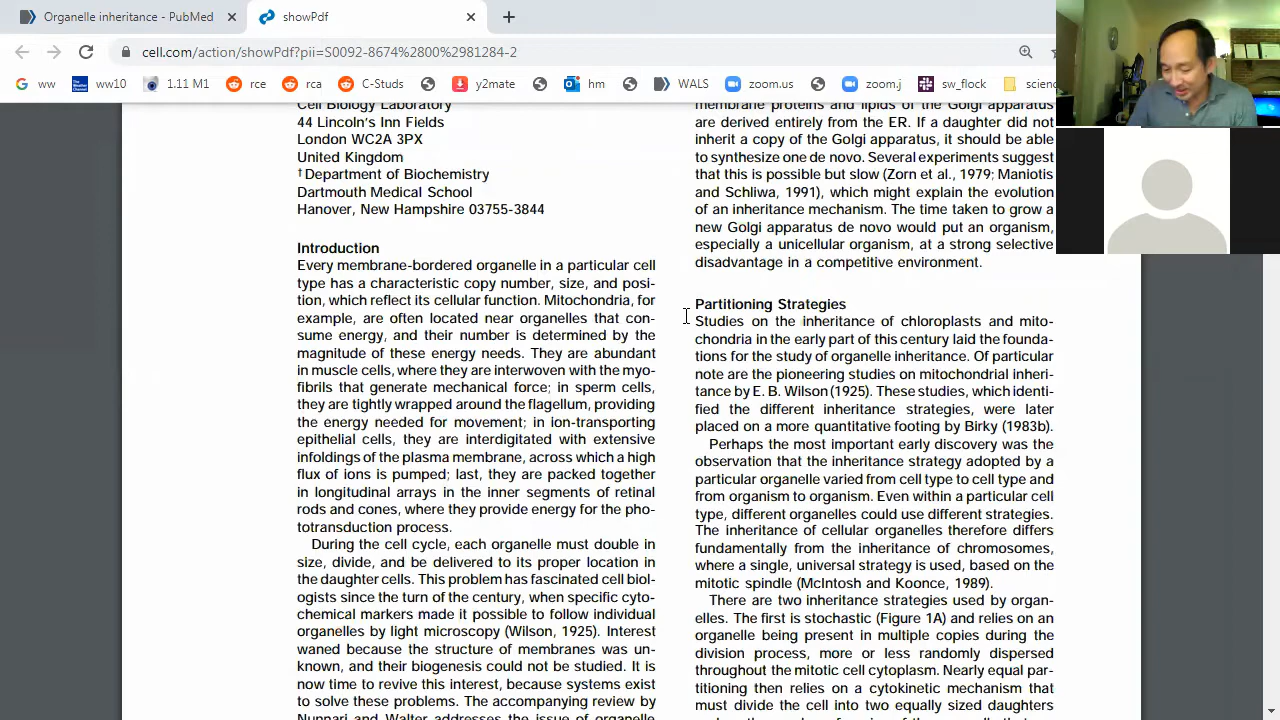 Organelle inheritance - PubMed
showPdf
cell.com/action/showPdf?pii=S0092-8674%2800%2981284-2
ww
ww10
1.11 M1
rce
rca
C-Studs
y2mate
hm
WALS
zoom.us
zoom.j
sw_flock
scienc
Cell Biology Laboratory
44 Lincoln's Inn Fields
London WC2A 3PX
United Kingdom
†Department of Biochemistry
Dartmouth Medical School
Hanover, New Hampshire 03755-3844
Introduction
Every membrane-bordered organelle in a particular cell
type has a characteristic copy number, size, and posi-
tion, which reflect its cellular function. Mitochondria, for
example, are often located near organelles that con-
sume energy, and their number is determined by the
magnitude of these energy needs. They are abundant
in muscle cells, where they are interwoven with the myo-
fibrils that generate mechanical force; in sperm cells,
they are tightly wrapped around the flagellum, providing
the energy needed for movement; in ion-transporting
epithelial cells, they are interdigitated with extensive
infoldings of the plasma membrane, across which a high
flux of ions is pumped; last, they are packed together
in longitudinal arrays in the inner segments of retinal
rods and cones, where they provide energy for the pho-
totransduction process.
During the cell cycle, each organelle must double in
size, divide, and be delivered to its proper location in
the daughter cells. This problem has fascinated cell biol-
ogists since the turn of the century, when specific cyto-
chemical markers made it possible to follow individual
organelles by light microscopy (Wilson, 1925). Interest
waned because the structure of membranes was un-
known, and their biogenesis could not be studied. It is
now time to revive this interest, because systems exist
to solve these problems. The accompanying review by
Nunnari and Walter addresses the issue of organelle
membrane proteins and lipids of the Golgi apparatus
are derived entirely from the ER. If a daughter did not
inherit a copy of the Golgi apparatus, it should be able
to synthesize one de novo. Several experiments suggest
that this is possible but slow (Zorn et al., 1979; Maniotis
and Schliwa, 1991), which might explain the evolution
of an inheritance mechanism. The time taken to grow a
new Golgi apparatus de novo would put an organism,
especially a unicellular organism, at a strong selective
disadvantage in a competitive environment.
Partitioning Strategies
Studies on the inheritance of chloroplasts and mito-
chondria in the early part of this century laid the founda-
tions for the study of organelle inheritance. Of particular
note are the pioneering studies on mitochondrial inheri-
tance by E. B. Wilson (1925). These studies, which identi-
fied the different inheritance strategies, were later
placed on a more quantitative footing by Birky (1983b).
Perhaps the most important early discovery was the
observation that the inheritance strategy adopted by a
particular organelle varied from cell type to cell type and
from organism to organism. Even within a particular cell
type, different organelles could use different strategies.
The inheritance of cellular organelles therefore differs
fundamentally from the inheritance of chromosomes,
where a single, universal strategy is used, based on the
mitotic spindle (McIntosh and Koonce, 1989).
There are two inheritance strategies used by organ-
elles. The first is stochastic (Figure 1A) and relies on an
organelle being present in multiple copies during the
division process, more or less randomly dispersed
throughout the mitotic cell cytoplasm. Nearly equal par-
titioning then relies on a cytokinetic mechanism that
must divide the cell into two equally sized daughters